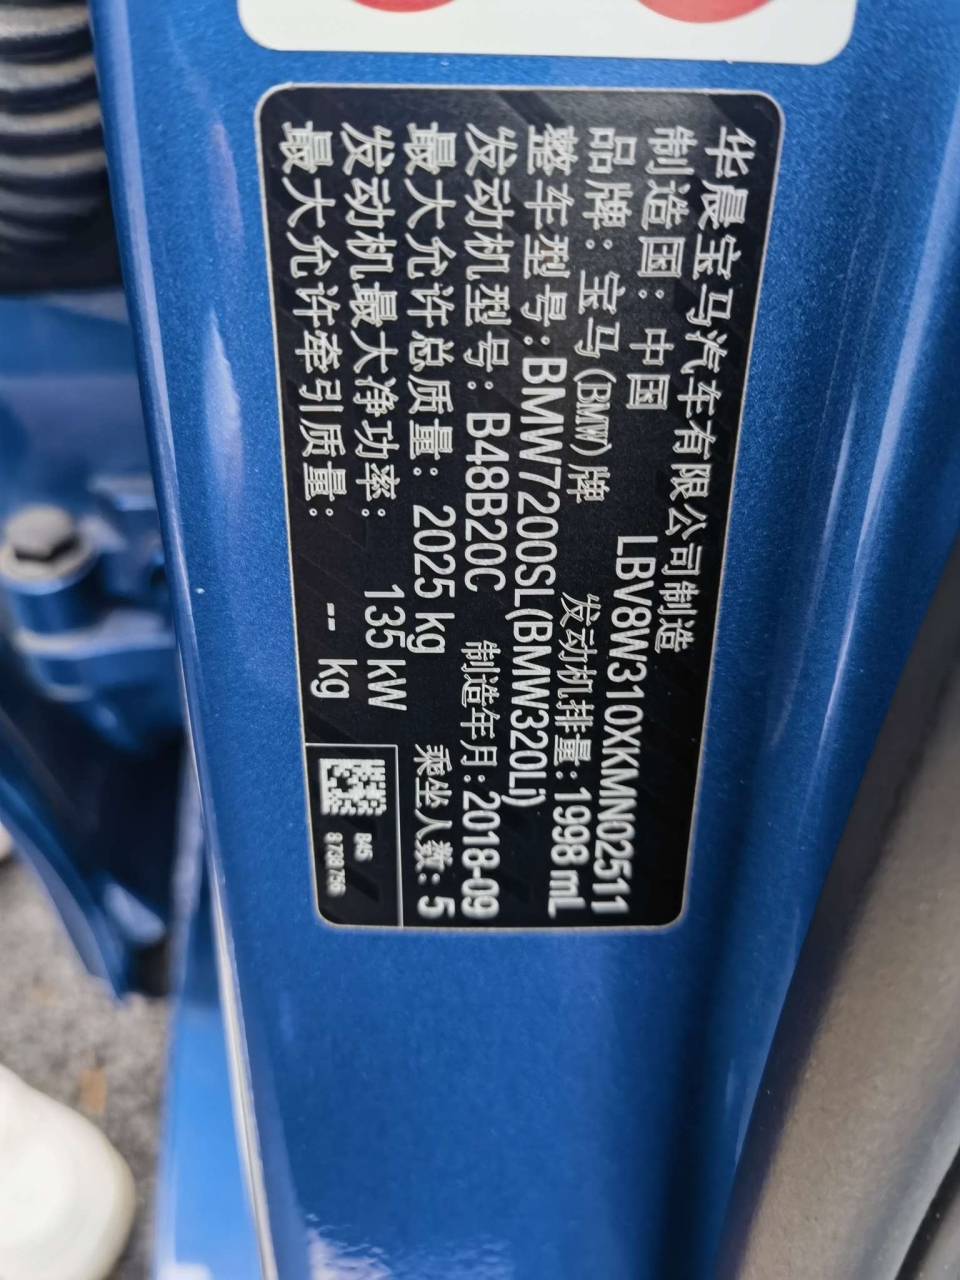 华晨宝马汽车有限公司制造
制造国：中国 LBV8W310XKMN02511
品牌：宝马(BMW)牌 发动机排量：1998 mL
整车型号：BMW7200SL(BMW320Li)
发动机型号：B48B20C 制造年月：2018-09
最大允许总质量：2025 kg 乘坐人数：5
发动机最大净功率： 135 kW
最大允许牵引质量： -- kg
B45
8738756